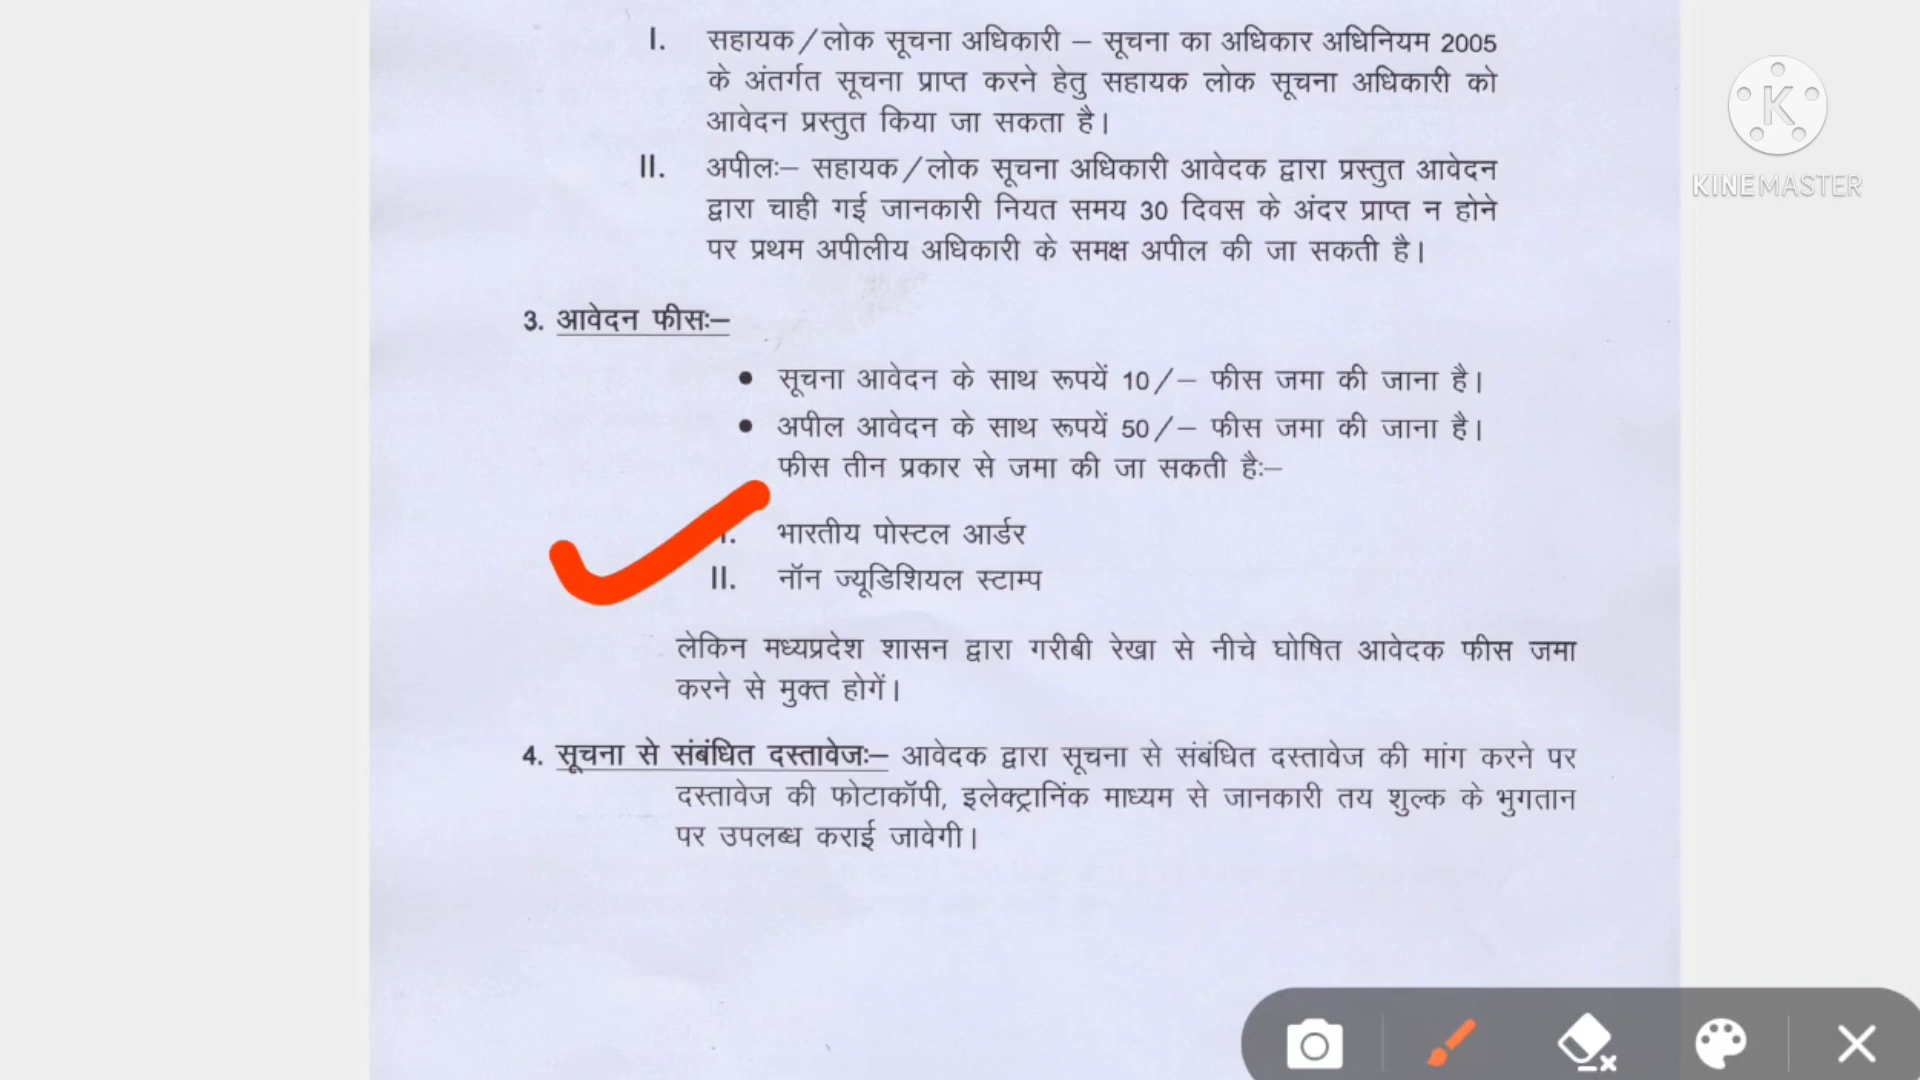 I. सहायक/लोक सूचना अधिकारी – सूचना का अधिकार अधिनियम 2005
के अंतर्गत सूचना प्राप्त करने हेतु सहायक लोक सूचना अधिकारी को
आवेदन प्रस्तुत किया जा सकता है।
II. अपीलः– सहायक/लोक सूचना अधिकारी आवेदक द्वारा प्रस्तुत आवेदन
द्वारा चाही गई जानकारी नियत समय 30 दिवस के अंदर प्राप्त न होने
पर प्रथम अपीलीय अधिकारी के समक्ष अपील की जा सकती है।
3. आवेदन फीसः–
• सूचना आवेदन के साथ रूपयें 10/– फीस जमा की जाना है।
• अपील आवेदन के साथ रूपयें 50/– फीस जमा की जाना है।
फीस तीन प्रकार से जमा की जा सकती हैः–
I. भारतीय पोस्टल आर्डर
II. नॉन ज्यूडिशियल स्टाम्प
लेकिन मध्यप्रदेश शासन द्वारा गरीबी रेखा से नीचे घोषित आवेदक फीस जमा
करने से मुक्त होगें।
4. सूचना से संबंधित दस्तावेजः– आवेदक द्वारा सूचना से संबंधित दस्तावेज की मांग करने पर
दस्तावेज की फोटाकॉपी, इलेक्ट्रानिंक माध्यम से जानकारी तय शुल्क के भुगतान
पर उपलब्ध कराई जावेगी।
K
KINEMASTER